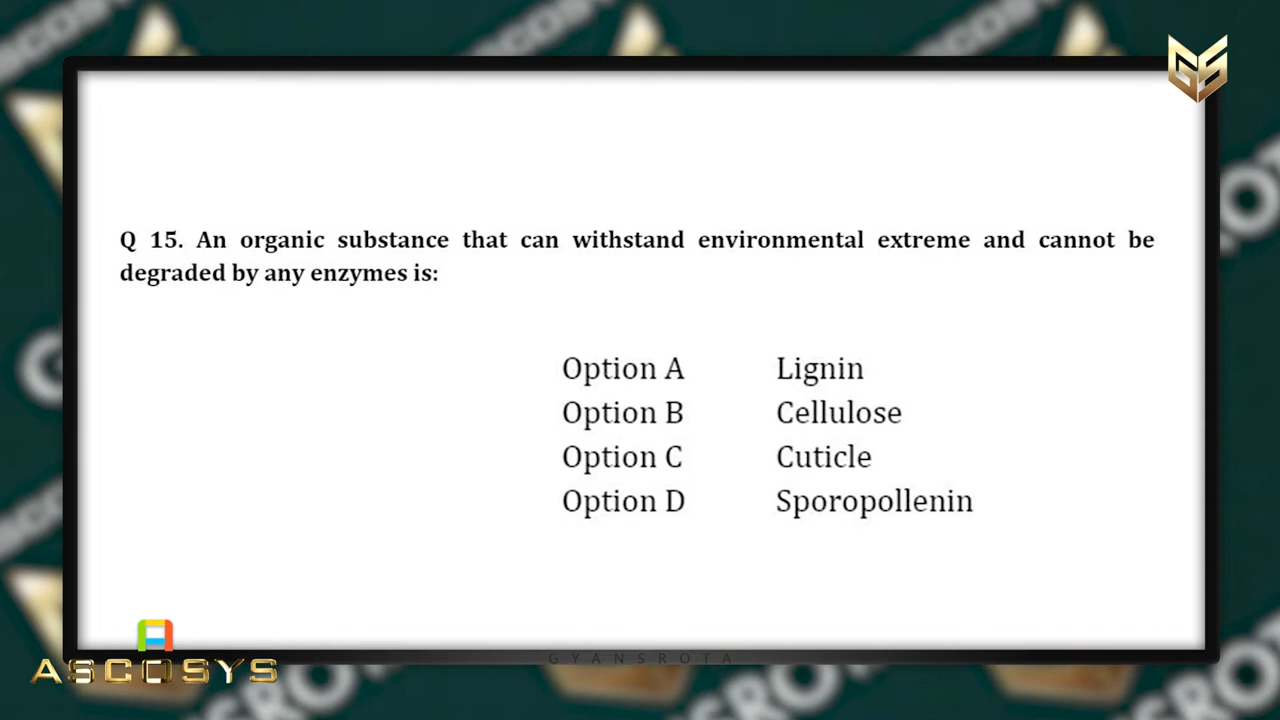 GS
Q 15. An organic substance that can withstand environmental extreme and cannot be
degraded by any enzymes is:
Option A Lignin
Option B Cellulose
Option C Cuticle
Option D Sporopollenin
ASCOSYS
GYANSROTA